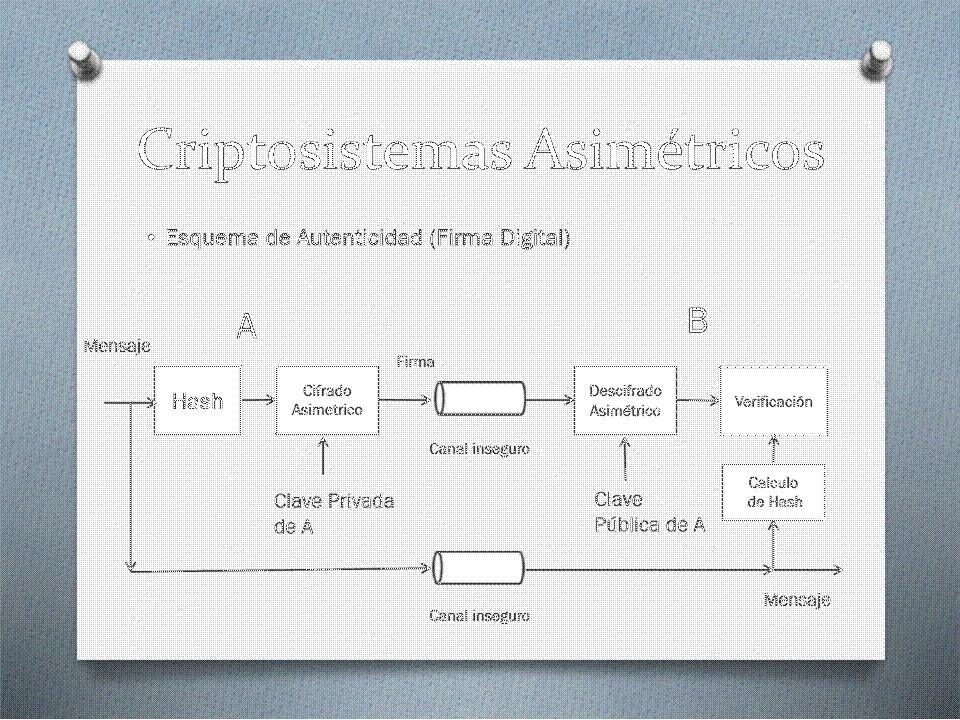 Criptosistemas Asimétricos
• Esquema de Autenticidad (Firma Digital)
A
B
Mensaje
Firma
Hash
Cifrado
Asimetrico
Descifrado
Asimétrico
Verificación
Canal inseguro
Clave Privada
de A
Clave
Pública de A
Calculo
de Hash
Mensaje
Canal inseguro